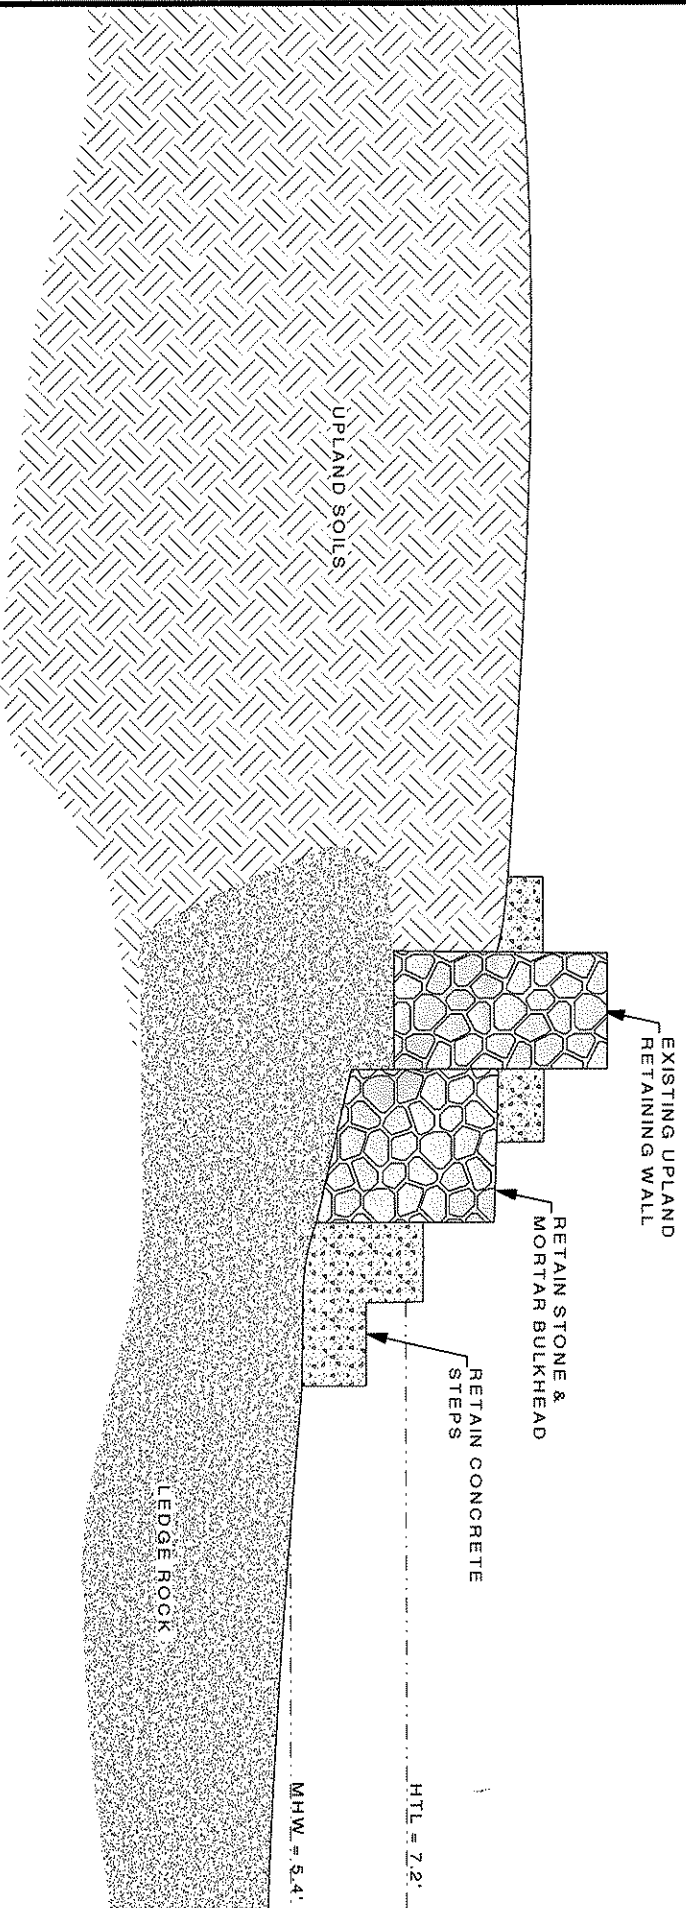 EXISTING UPLAND
RETAINING WALL
RETAIN STONE &
MORTAR BULKHEAD
RETAIN CONCRETE
STEPS
UPLAND SOILS
HTL = 7.2'
MHW = 5.4'
LEDGE ROCK